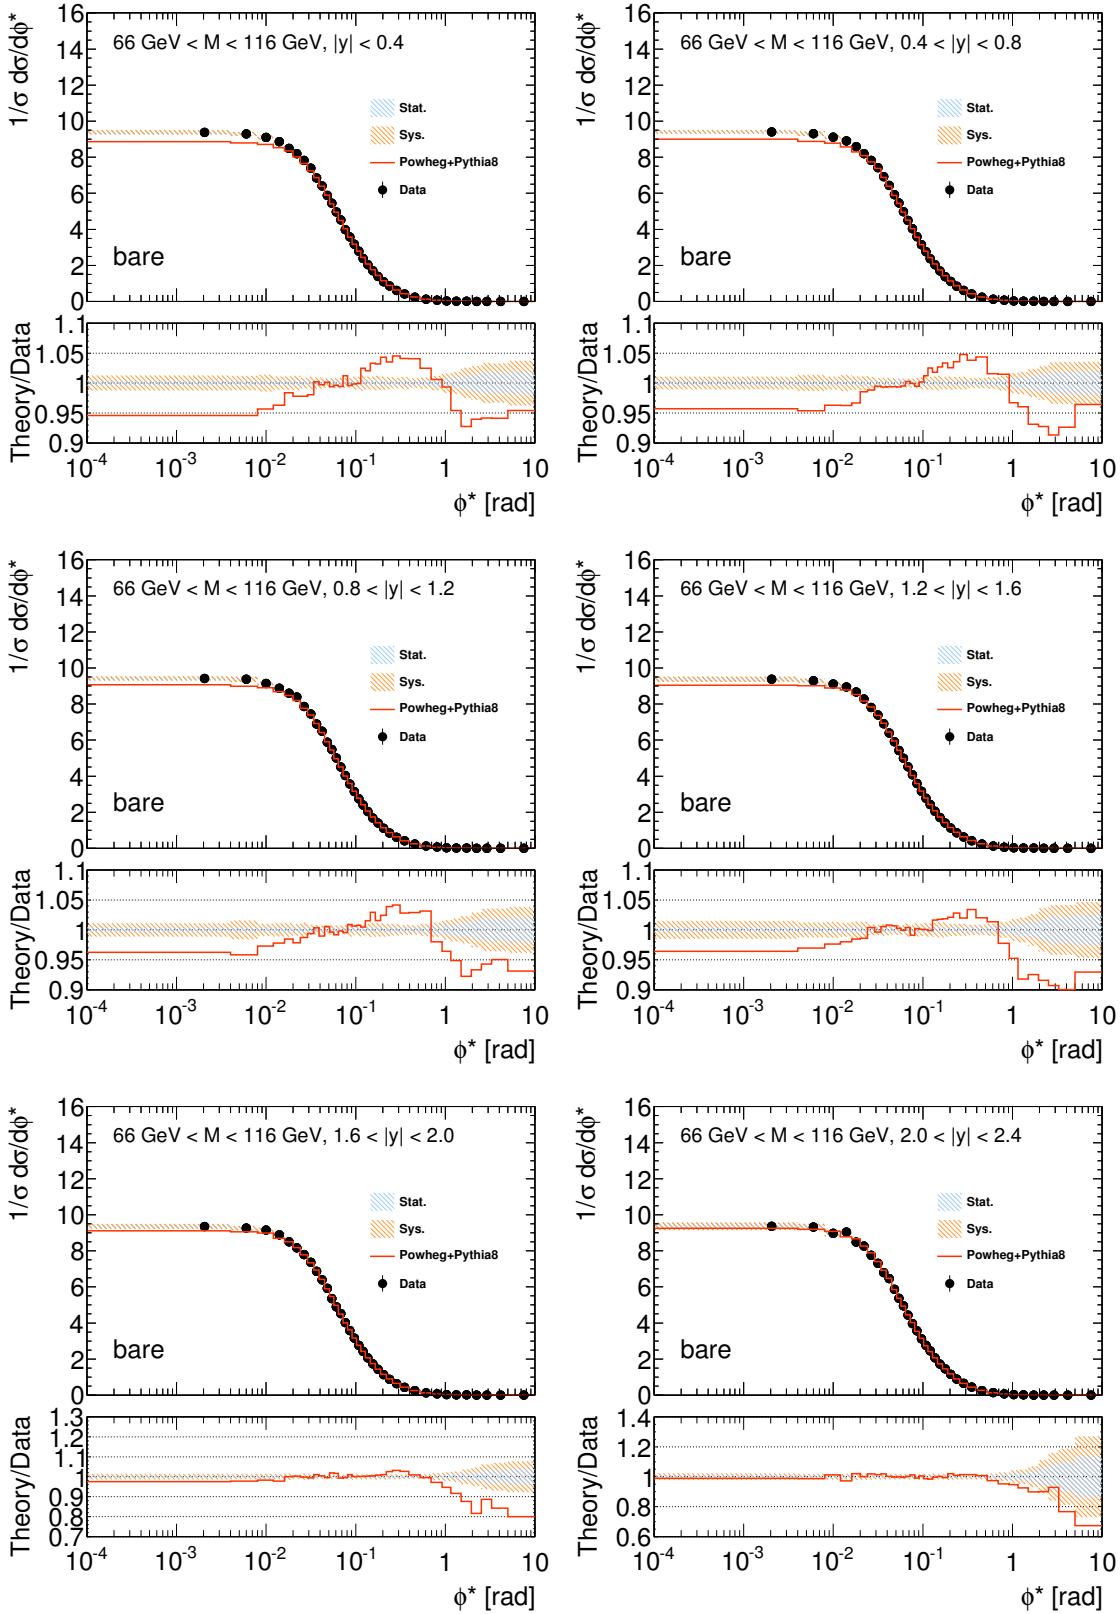 1/σ dσ/dϕ*
66 GeV < M < 116 GeV, |y| < 0.4
Stat.
Sys.
Powheg+Pythia8
Data
bare
16
14
12
10
8
6
4
2
0
Theory/Data
1.1
1.05
1
0.95
0.9
10⁻⁴ 10⁻³ 10⁻² 10⁻¹ 1 10
ϕ* [rad]
1/σ dσ/dϕ*
66 GeV < M < 116 GeV, 0.4 < |y| < 0.8
Stat.
Sys.
Powheg+Pythia8
Data
bare
16
14
12
10
8
6
4
2
0
Theory/Data
1.1
1.05
1
0.95
0.9
10⁻⁴ 10⁻³ 10⁻² 10⁻¹ 1 10
ϕ* [rad]
1/σ dσ/dϕ*
66 GeV < M < 116 GeV, 0.8 < |y| < 1.2
Stat.
Sys.
Powheg+Pythia8
Data
bare
16
14
12
10
8
6
4
2
0
Theory/Data
1.1
1.05
1
0.95
0.9
10⁻⁴ 10⁻³ 10⁻² 10⁻¹ 1 10
ϕ* [rad]
1/σ dσ/dϕ*
66 GeV < M < 116 GeV, 1.2 < |y| < 1.6
Stat.
Sys.
Powheg+Pythia8
Data
bare
16
14
12
10
8
6
4
2
0
Theory/Data
1.1
1.05
1
0.95
0.9
10⁻⁴ 10⁻³ 10⁻² 10⁻¹ 1 10
ϕ* [rad]
1/σ dσ/dϕ*
66 GeV < M < 116 GeV, 1.6 < |y| < 2.0
Stat.
Sys.
Powheg+Pythia8
Data
bare
16
14
12
10
8
6
4
2
0
Theory/Data
1.3
1.2
1.1
1
0.9
0.8
0.7
10⁻⁴ 10⁻³ 10⁻² 10⁻¹ 1 10
ϕ* [rad]
1/σ dσ/dϕ*
66 GeV < M < 116 GeV, 2.0 < |y| < 2.4
Stat.
Sys.
Powheg+Pythia8
Data
bare
16
14
12
10
8
6
4
2
0
Theory/Data
1.4
1.2
1
0.8
0.6
10⁻⁴ 10⁻³ 10⁻² 10⁻¹ 1 10
ϕ* [rad]